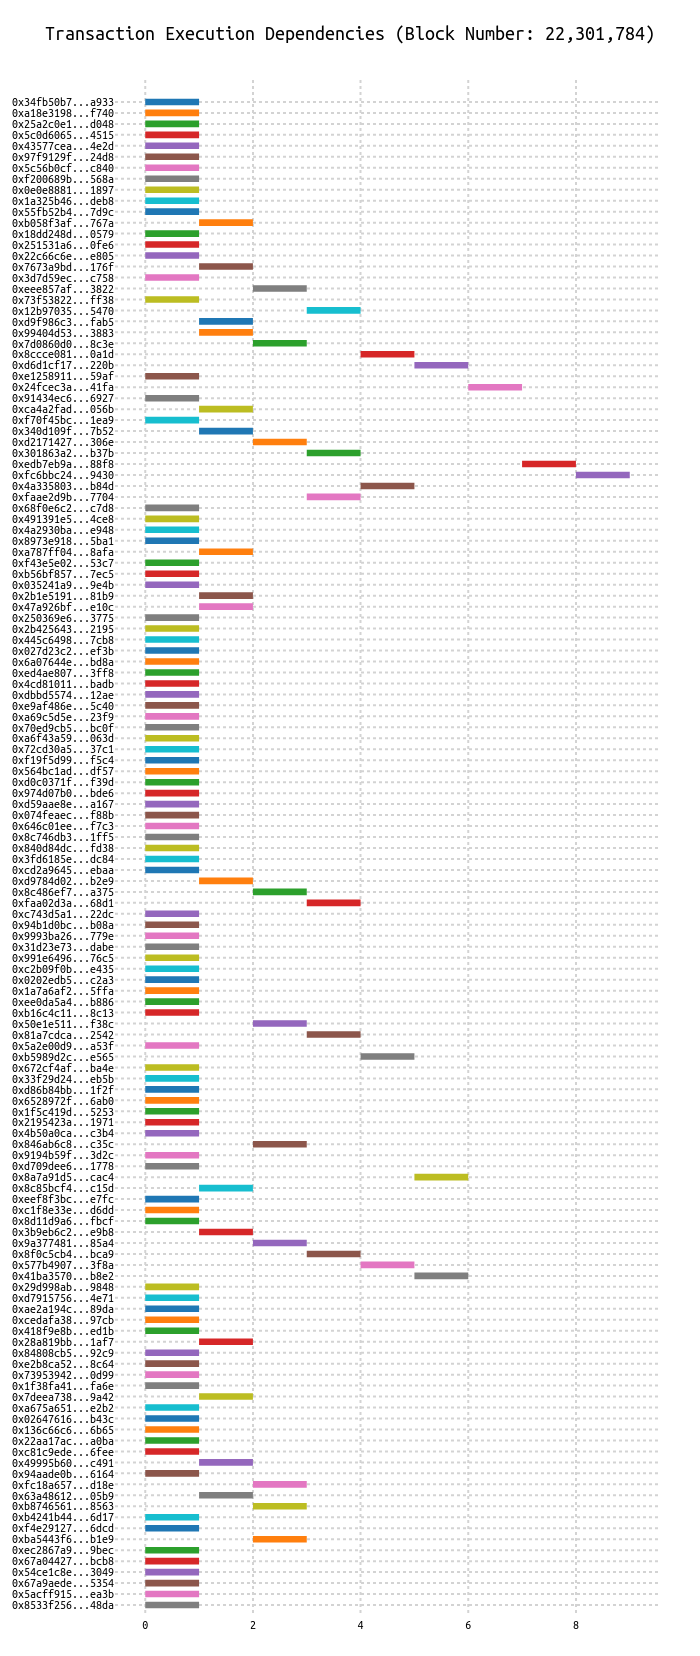 Transaction Execution Dependencies (Block Number: 22,301,784)
0x34fb50b7...a933
0xa18e3198...f740
0x25a2c0e1...d048
0x5c0d6065...4515
0x43577cea...4e2d
0x97f9129f...24d8
0x5c56b0cf...c840
0xf200689b...568a
0x0e0e8881...1897
0x1a325b46...deb8
0x55fb52b4...7d9c
0xb058f3af...767a
0x18dd248d...0579
0x251531a6...0fe6
0x22c66c6e...e805
0x7673a9bd...176f
0x3d7d59ec...c758
0xeee857af...3822
0x73f53822...ff38
0x12b97035...5470
0xd9f986c3...fab5
0x99404d53...3883
0x7d0860d0...8c3e
0x8ccce081...0a1d
0xd6d1cf17...220b
0xe1258911...59af
0x24fcec3a...41fa
0x91434ec6...6927
0xca4a2fad...056b
0xf70f45bc...1ea9
0x340d109f...7b52
0xd2171427...306e
0x301863a2...b37b
0xedb7eb9a...88f8
0xfc6bbc24...9430
0x4a335803...b84d
0xfaae2d9b...7704
0x68f0e6c2...c7d8
0x491391e5...4ce8
0x4a2930ba...e948
0x8973e918...5ba1
0xa787ff04...8afa
0xf43e5e02...53c7
0xb56bf857...7ec5
0x035241a9...9e4b
0x2b1e5191...81b9
0x47a926bf...e10c
0x250369e6...3775
0x2b425643...2195
0x445c6498...7cb8
0x027d23c2...ef3b
0x6a07644e...bd8a
0xed4ae807...3ff8
0x4cd81011...badb
0xdbbd5574...12ae
0xe9af486e...5c40
0xa69c5d5e...23f9
0x70ed9cb5...bc0f
0xa6f43a59...063d
0x72cd30a5...37c1
0xf19f5d99...f5c4
0x564bc1ad...df57
0xd0c0371f...f39d
0x974d07b0...bde6
0xd59aae8e...a167
0x074feaec...f88b
0x646c01ee...f7c3
0x8c746db3...1ff5
0x840d84dc...fd38
0x3fd6185e...dc84
0xcd2a9645...ebaa
0xd9784d02...b2e9
0x8c486ef7...a375
0xfaa02d3a...68d1
0xc743d5a1...22dc
0x94b1d0bc...b08a
0x9993ba26...779e
0x31d23e73...dabe
0x991e6496...76c5
0xc2b09f0b...e435
0x0202edb5...c2a3
0x1a7a6af2...5ffa
0xee0da5a4...b886
0xb16c4c11...8c13
0x50e1e511...f38c
0x81a7cdca...2542
0x5a2e00d9...a53f
0xb5989d2c...e565
0x672cf4af...ba4e
0x33f29d24...eb5b
0xd86b84bb...1f2f
0x6528972f...6ab0
0x1f5c419d...5253
0x2195423a...1971
0x4b50a0ca...c3b4
0x846ab6c8...c35c
0x9194b59f...3d2c
0xd709dee6...1778
0x8a7a91d5...cac4
0x8c85bcf4...c15d
0xeef8f3bc...e7fc
0xc1f8e33e...d6dd
0x8d11d9a6...fbcf
0x3b9eb6c2...e9b8
0x9a377481...85a4
0x8f0c5cb4...bca9
0x577b4907...3f8a
0x41ba3570...b8e2
0x29d998ab...9848
0xd7915756...4e71
0xae2a194c...89da
0xcedafa38...97cb
0x418f9e8b...ed1b
0x28a819bb...1af7
0x84808cb5...92c9
0xe2b8ca52...8c64
0x73953942...0d99
0x1f38fa41...fa6e
0x7deea738...9a42
0xa675a651...e2b2
0x02647616...b43c
0x136c66c6...6b65
0x22aa17ac...a0ba
0xc81c9ede...6fee
0x49995b60...c491
0x94aade0b...6164
0xfc18a657...d18e
0x63a48612...05b9
0xb8746561...8563
0xb4241b44...6d17
0xf4e29127...6dcd
0xba5443f6...b1e9
0xec2867a9...9bec
0x67a04427...bcb8
0x54ce1c8e...3049
0x67a9aede...5354
0x5acff915...ea3b
0x8533f256...48da
0 2 4 6 8